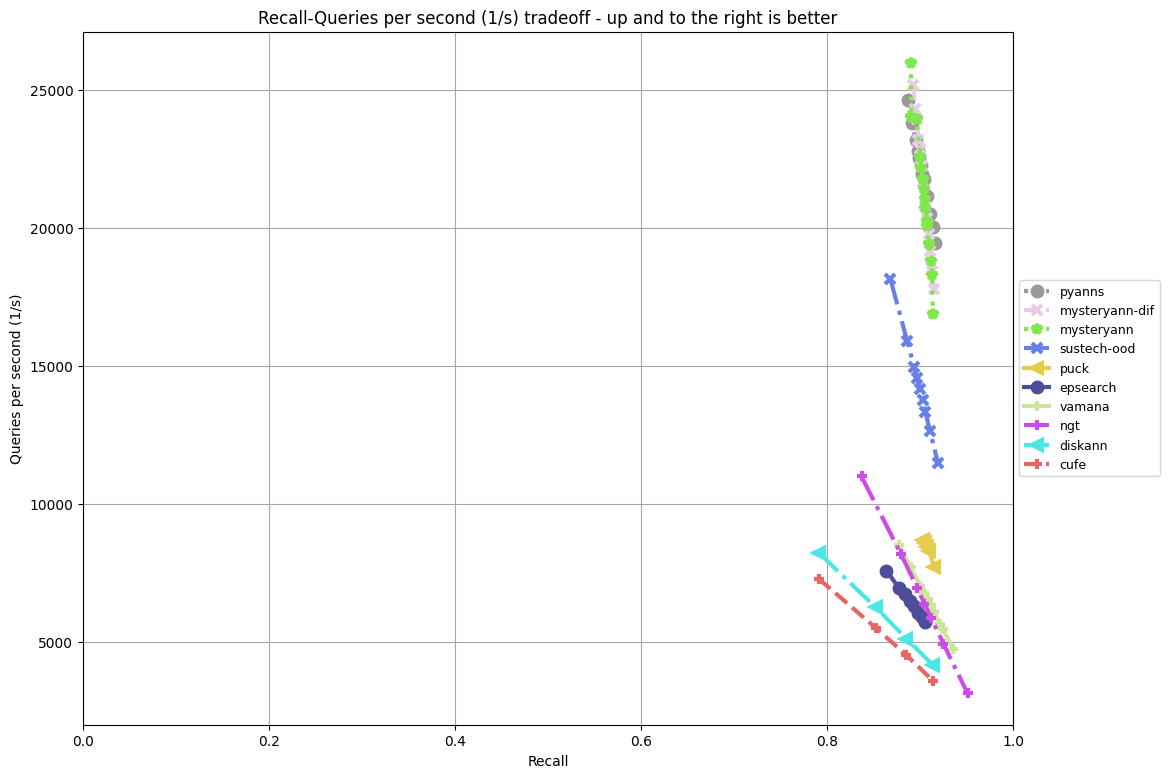 Recall-Queries per second (1/s) tradeoff - up and to the right is better
Queries per second (1/s)
25000
20000
15000
10000
5000
0.0 0.2 0.4 0.6 0.8 1.0
Recall
pyanns
mysteryann-dif
mysteryann
sustech-ood
puck
epsearch
vamana
ngt
diskann
cufe